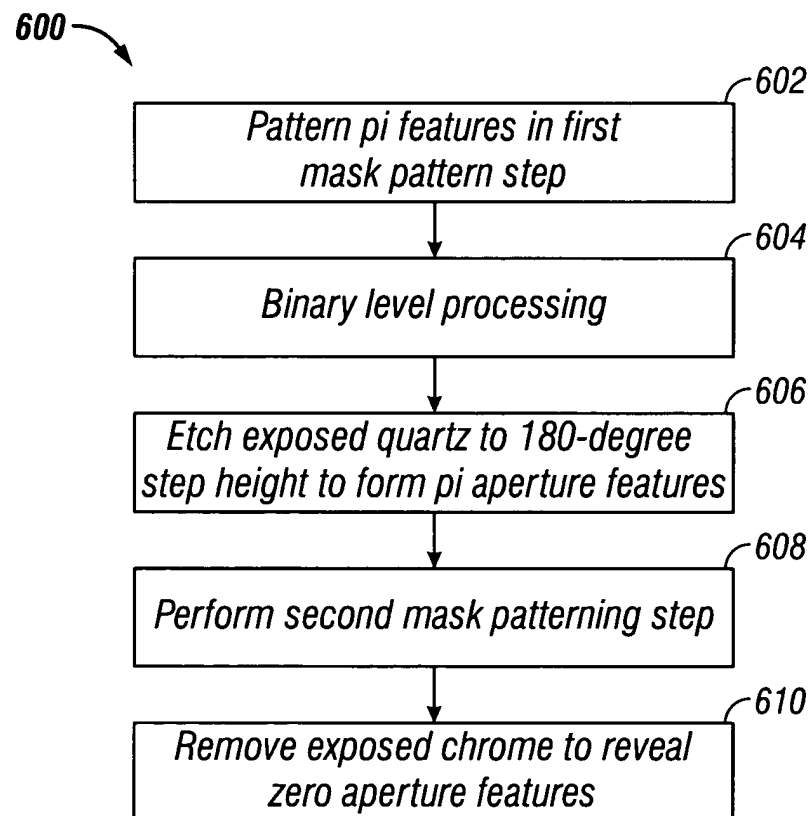 600
602
Pattern pi features in first
mask pattern step
604
Binary level processing
606
Etch exposed quartz to 180-degree
step height to form pi aperture features
608
Perform second mask patterning step
610
Remove exposed chrome to reveal
zero aperture features